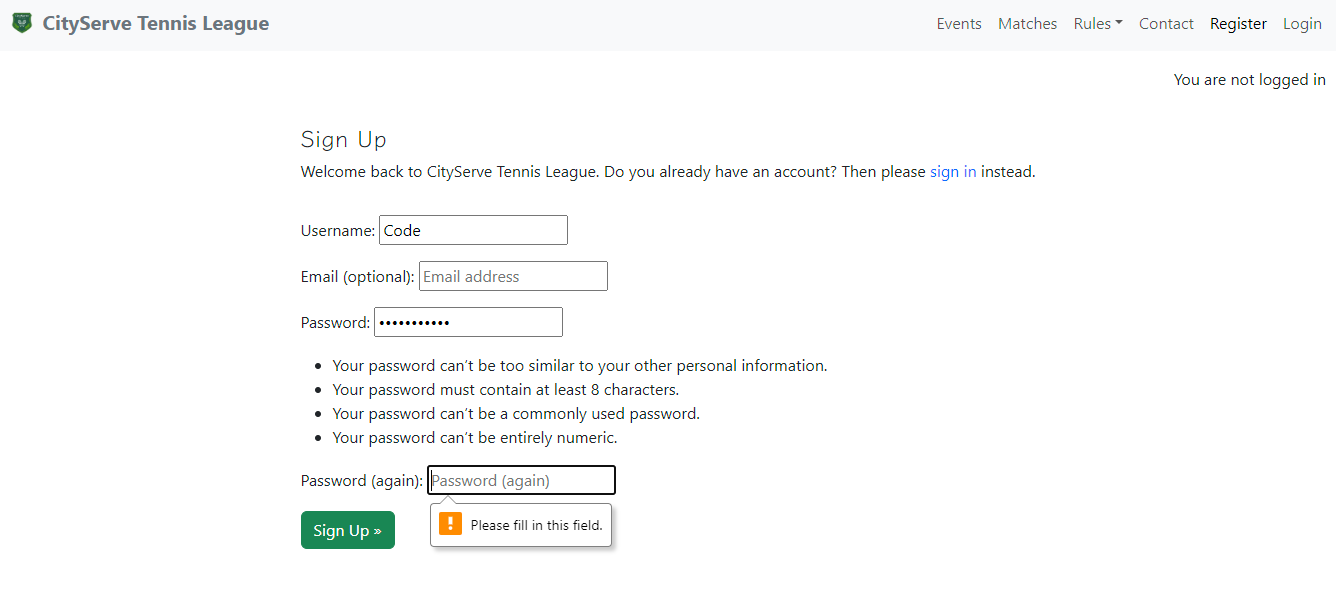 CityServe Tennis League
Events Matches Rules Contact Register Login
You are not logged in
Sign Up
Welcome back to CityServe Tennis League. Do you already have an account? Then please sign in instead.
Username: Code
Email (optional): Email address
Password: •••••••••••
Your password can't be too similar to your other personal information.
Your password must contain at least 8 characters.
Your password can't be a commonly used password.
Your password can't be entirely numeric.
Password (again): Password (again)
Sign Up »
Please fill in this field.